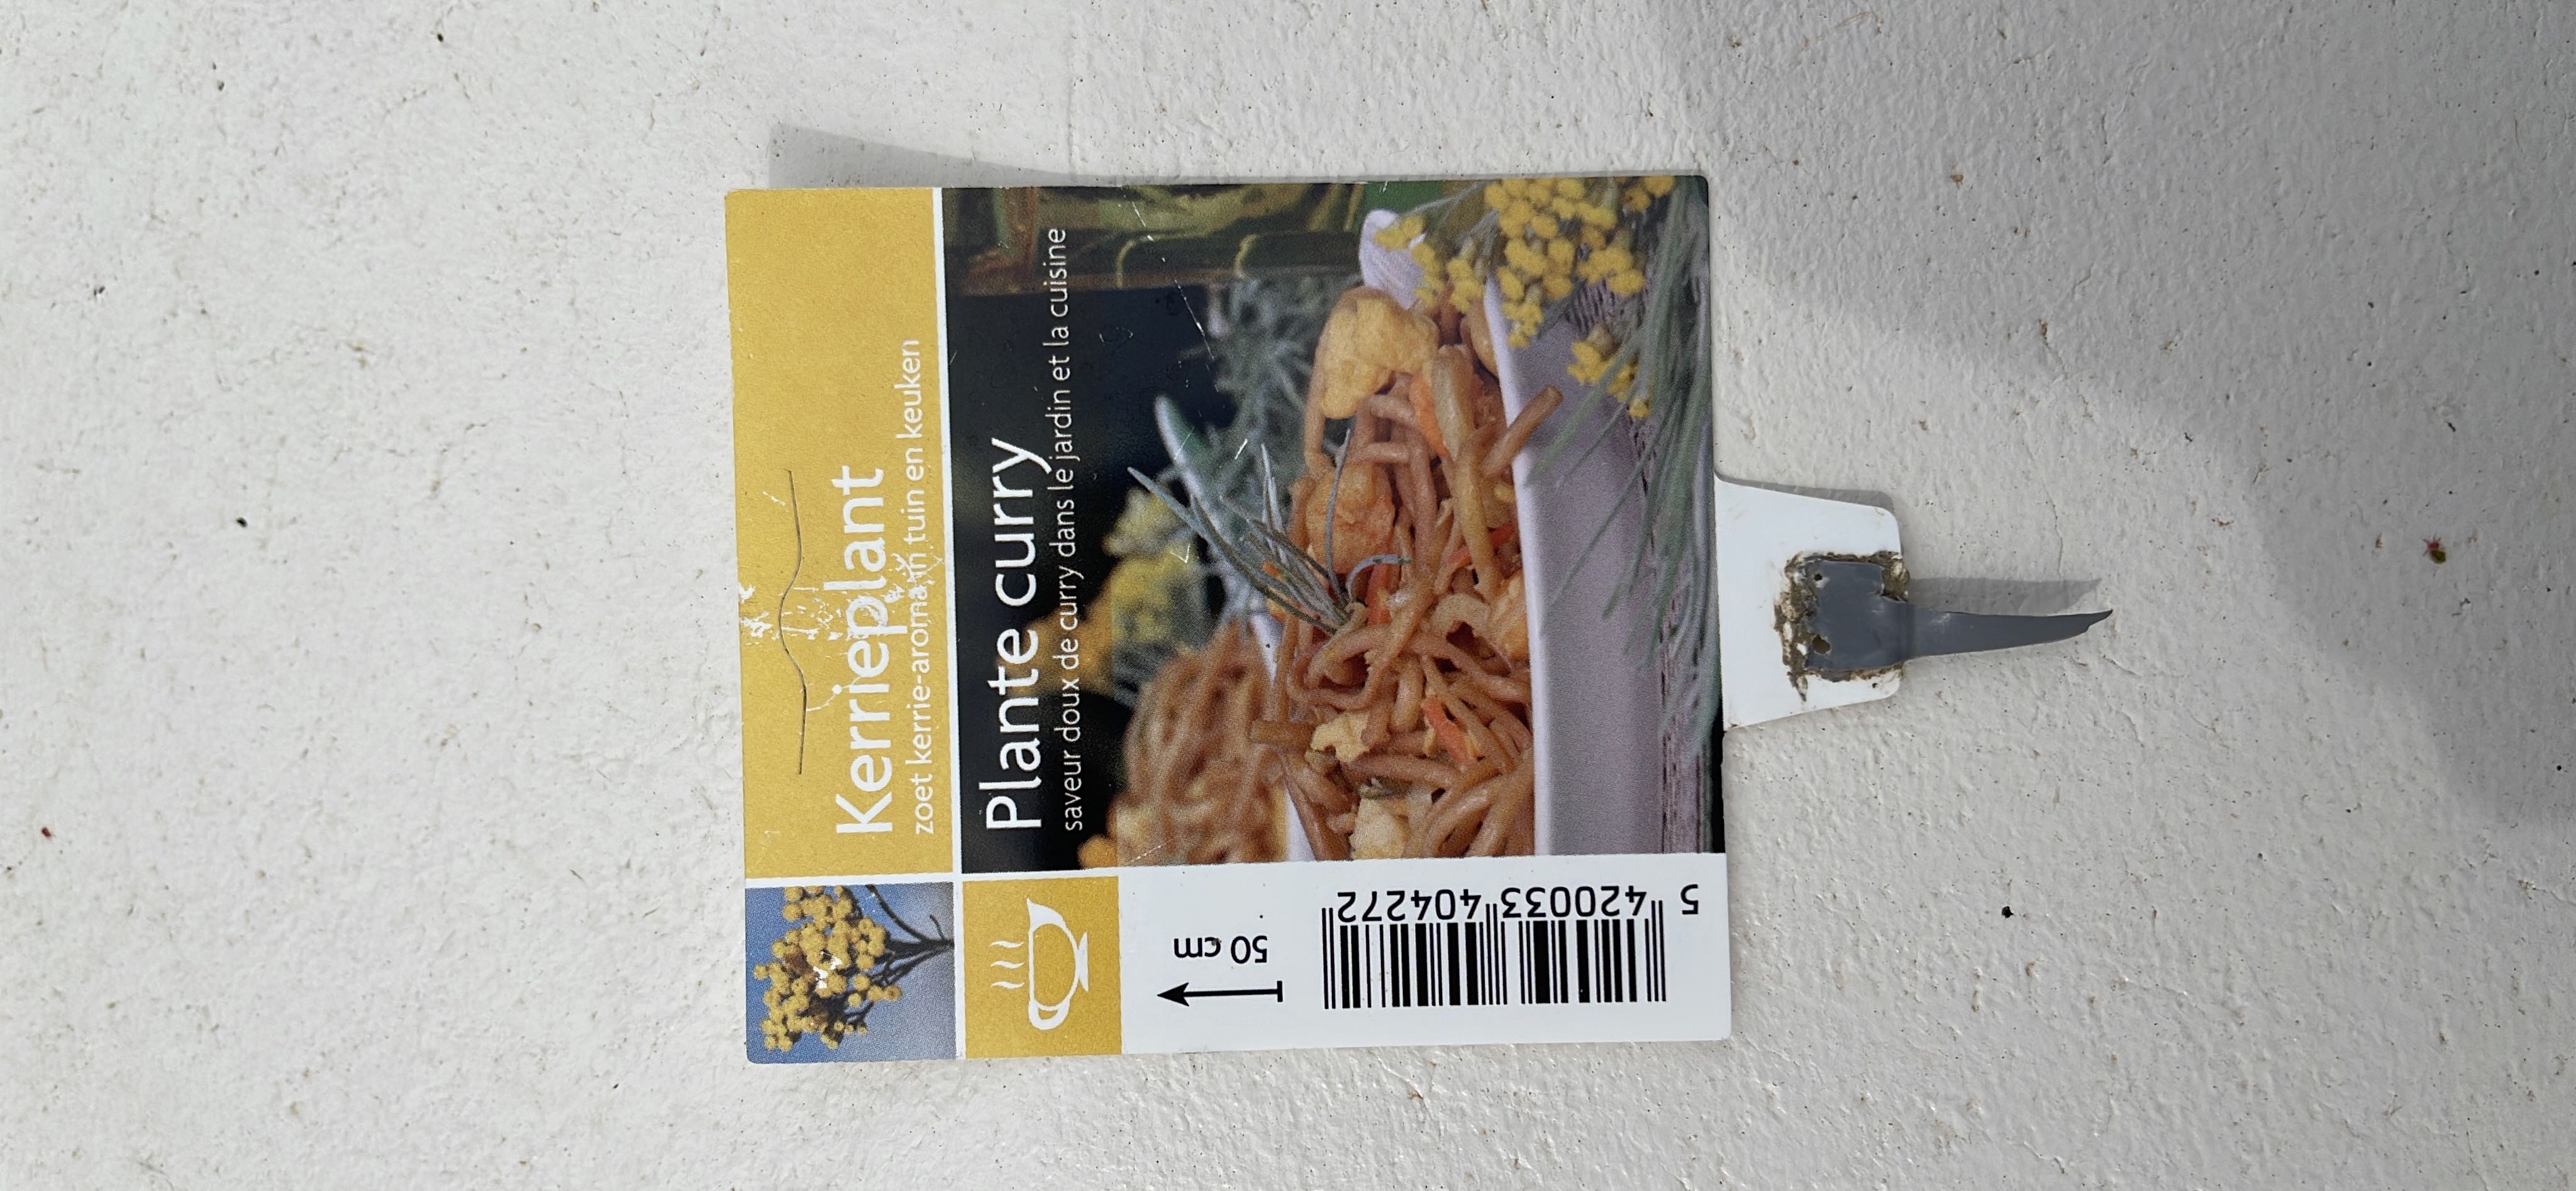 Kerrieplant
zoet kerrie-aroma in tuin en keuken
Plante curry
saveur doux de curry dans le jardin et la cuisine
50 cm
5 420033 404272